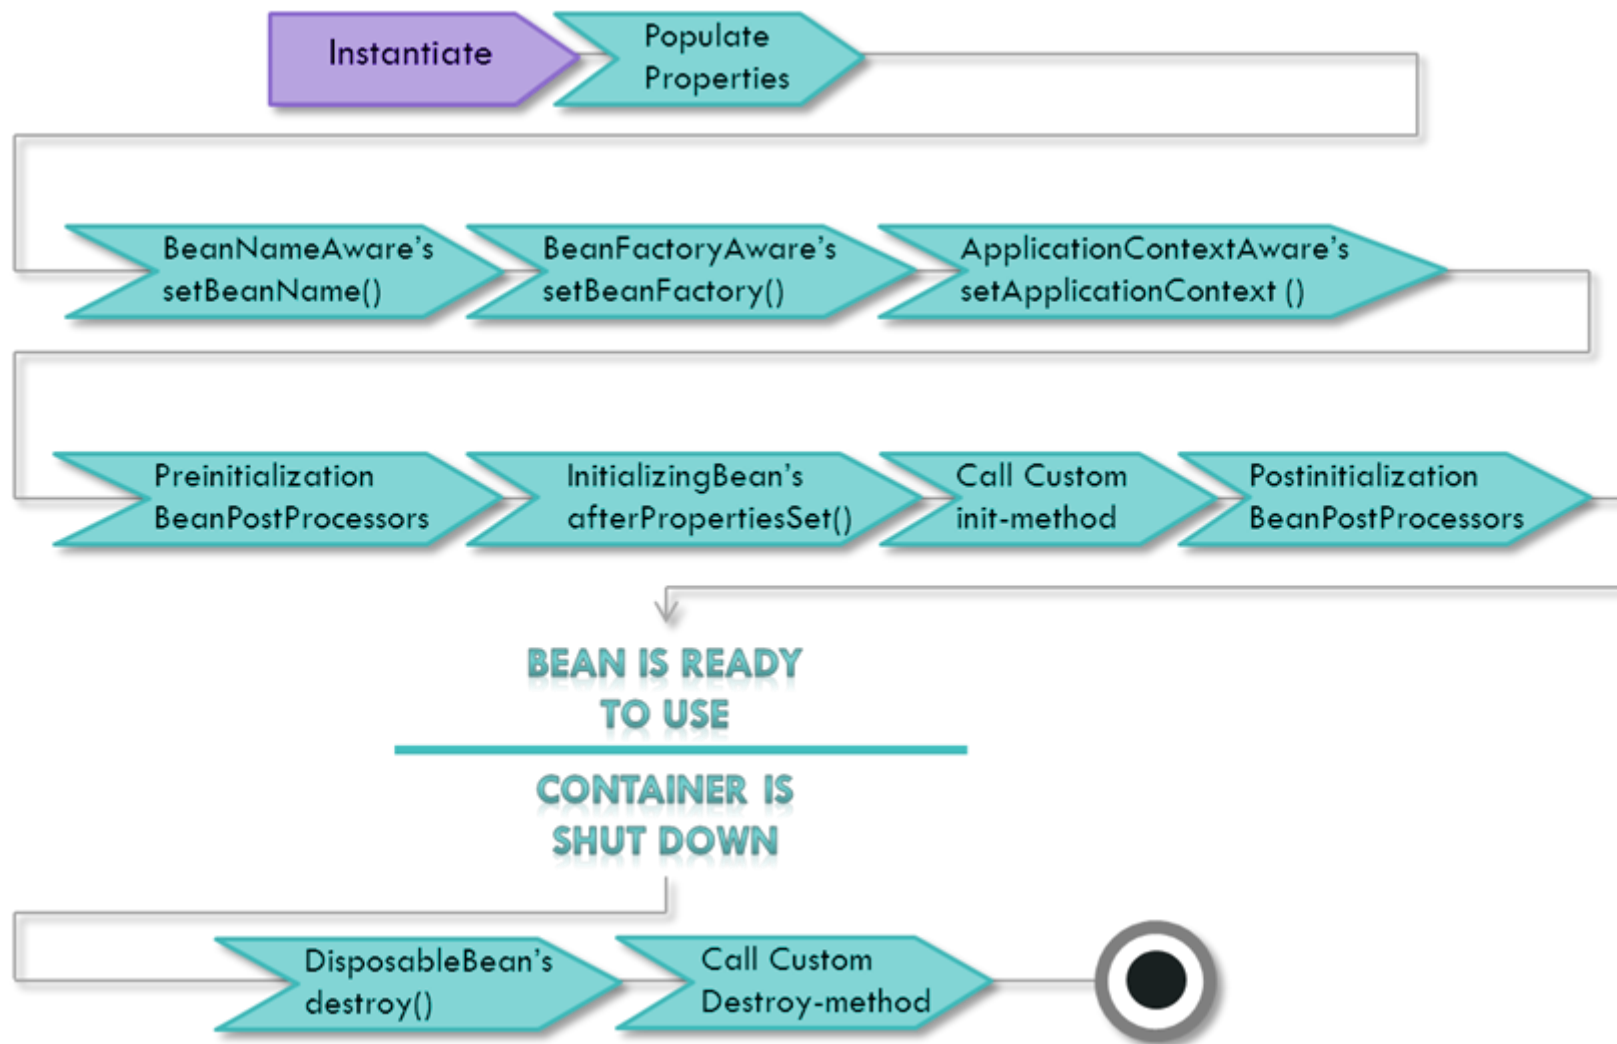 Instantiate
Populate
Properties
BeanNameAware's
setBeanName()
BeanFactoryAware's
setBeanFactory()
ApplicationContextAware's
setApplicationContext ()
Preinitialization
BeanPostProcessors
InitializingBean's
afterPropertiesSet()
Call Custom
init-method
Postinitialization
BeanPostProcessors
BEAN IS READY
TO USE
CONTAINER IS
SHUT DOWN
DisposableBean's
destroy()
Call Custom
Destroy-method